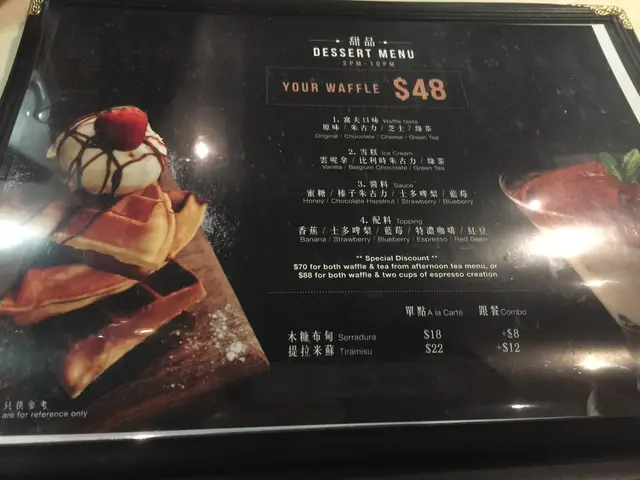 甜品
DESSERT MENU
2PM-10PM
YOUR WAFFLE $48
1. 窩夫口味 Waffle taste
原味 / 朱古力 / 芝士 / 綠茶
Original / Chocolate / Cheese / Green Tea
2. 雪糕 Ice Cream
雲呢拿 / 比利時朱古力 / 綠茶
Vanilla / Belgium Chocolate / Green Tea
3. 醬料 Sauce
蜜糖 / 榛子朱古力 / 士多啤梨 / 藍莓
Honey / Chocolate Hazelnut / Strawberry / Blueberry
4. 配料 Topping
香蕉 / 士多啤梨 / 藍莓 / 特濃咖啡 / 紅豆
Banana / Strawberry / Blueberry / Espresso / Red Bean
** Special Discount **
$70 for both waffle & tea from afternoon tea menu, or
$88 for both waffle & two cups of espresso creation
單點 A la Carte 跟餐 Combo
木糠布甸 Serradura $18 +$8
提拉米蘇 Tiramisu $22 +$12
只供參考
are for reference only